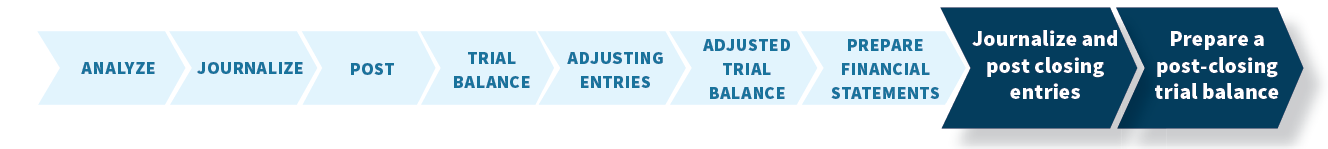 ANALYZE
JOURNALIZE
POST
TRIAL
BALANCE
ADJUSTING
ENTRIES
ADJUSTED
TRIAL
BALANCE
PREPARE
FINANCIAL
STATEMENTS
Journalize and
post closing
entries
Prepare a
post-closing
trial balance